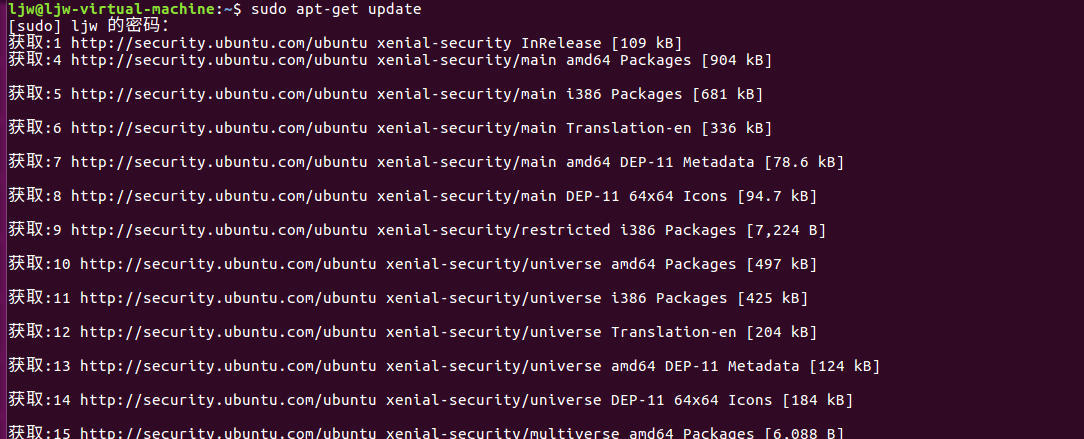 ljw@ljw-virtual-machine:~$ sudo apt-get update
[sudo] ljw 的密码：
获取:1 http://security.ubuntu.com/ubuntu xenial-security InRelease [109 kB]
获取:4 http://security.ubuntu.com/ubuntu xenial-security/main amd64 Packages [904 kB]
获取:5 http://security.ubuntu.com/ubuntu xenial-security/main i386 Packages [681 kB]
获取:6 http://security.ubuntu.com/ubuntu xenial-security/main Translation-en [336 kB]
获取:7 http://security.ubuntu.com/ubuntu xenial-security/main amd64 DEP-11 Metadata [78.6 kB]
获取:8 http://security.ubuntu.com/ubuntu xenial-security/main DEP-11 64x64 Icons [94.7 kB]
获取:9 http://security.ubuntu.com/ubuntu xenial-security/restricted i386 Packages [7,224 B]
获取:10 http://security.ubuntu.com/ubuntu xenial-security/universe amd64 Packages [497 kB]
获取:11 http://security.ubuntu.com/ubuntu xenial-security/universe i386 Packages [425 kB]
获取:12 http://security.ubuntu.com/ubuntu xenial-security/universe Translation-en [204 kB]
获取:13 http://security.ubuntu.com/ubuntu xenial-security/universe amd64 DEP-11 Metadata [124 kB]
获取:14 http://security.ubuntu.com/ubuntu xenial-security/universe DEP-11 64x64 Icons [184 kB]
获取:15 http://security.ubuntu.com/ubuntu xenial-security/multiverse amd64 Packages [6,088 B]